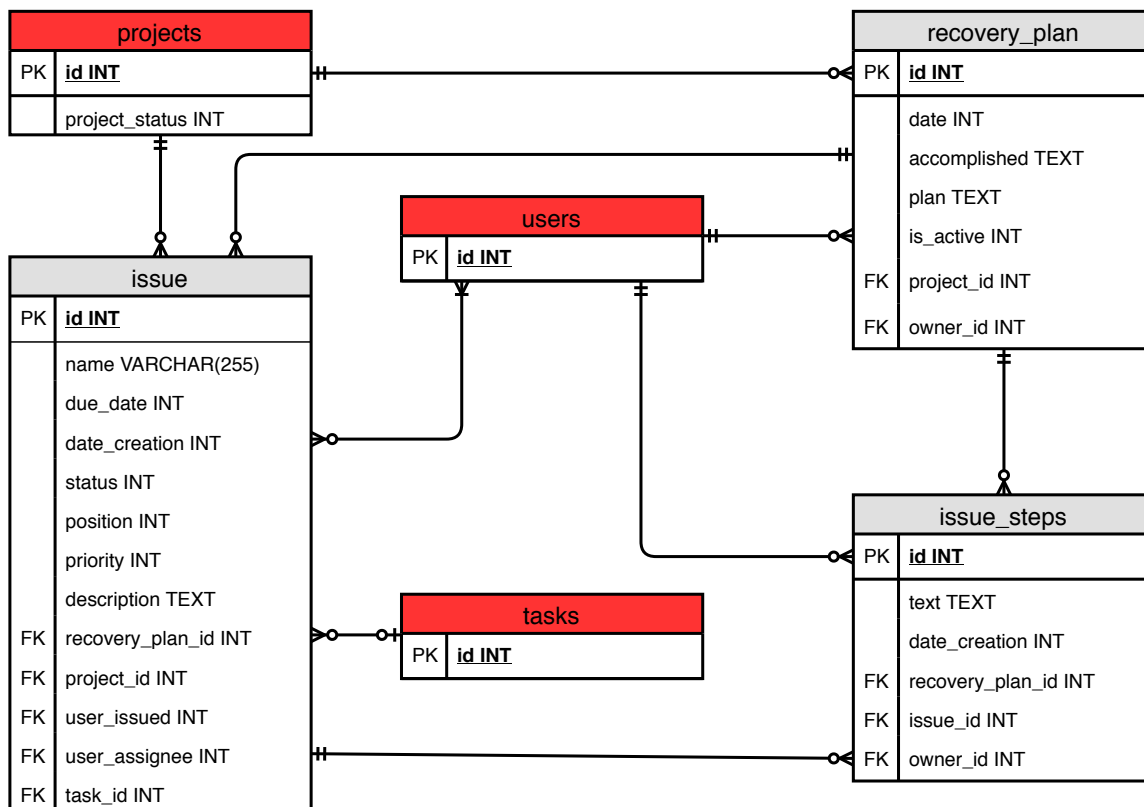 projects
PK id INT
project_status INT
recovery_plan
PK id INT
date INT
accomplished TEXT
plan TEXT
is_active INT
FK project_id INT
FK owner_id INT
users
PK id INT
issue
PK id INT
name VARCHAR(255)
due_date INT
date_creation INT
status INT
position INT
priority INT
description TEXT
FK recovery_plan_id INT
FK project_id INT
FK user_issued INT
FK user_assignee INT
FK task_id INT
tasks
PK id INT
issue_steps
PK id INT
text TEXT
date_creation INT
FK recovery_plan_id INT
FK issue_id INT
FK owner_id INT